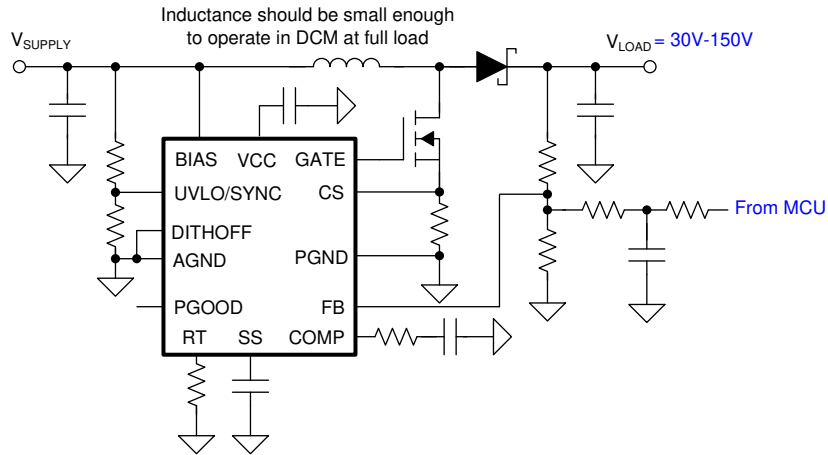 Inductance should be small enough
to operate in DCM at full load
VSUPPLY
VLOAD = 30V-150V
BIAS VCC GATE
UVLO/SYNC CS
DITHOFF
AGND PGND
From MCU
PGOOD FB
RT SS COMP